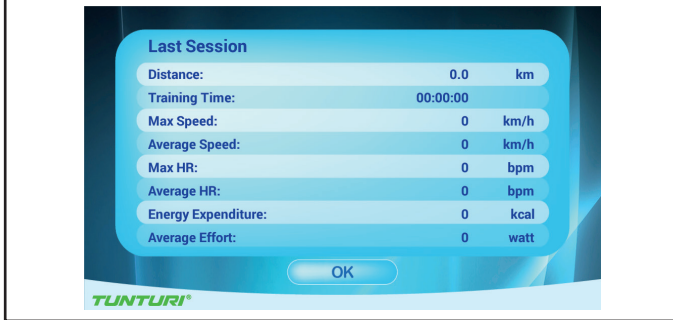 Last Session
Distance: 0.0 km
Training Time: 00:00:00
Max Speed: 0 km/h
Average Speed: 0 km/h
Max HR: 0 bpm
Average HR: 0 bpm
Energy Expenditure: 0 kcal
Average Effort: 0 watt
OK
TUNTURI®